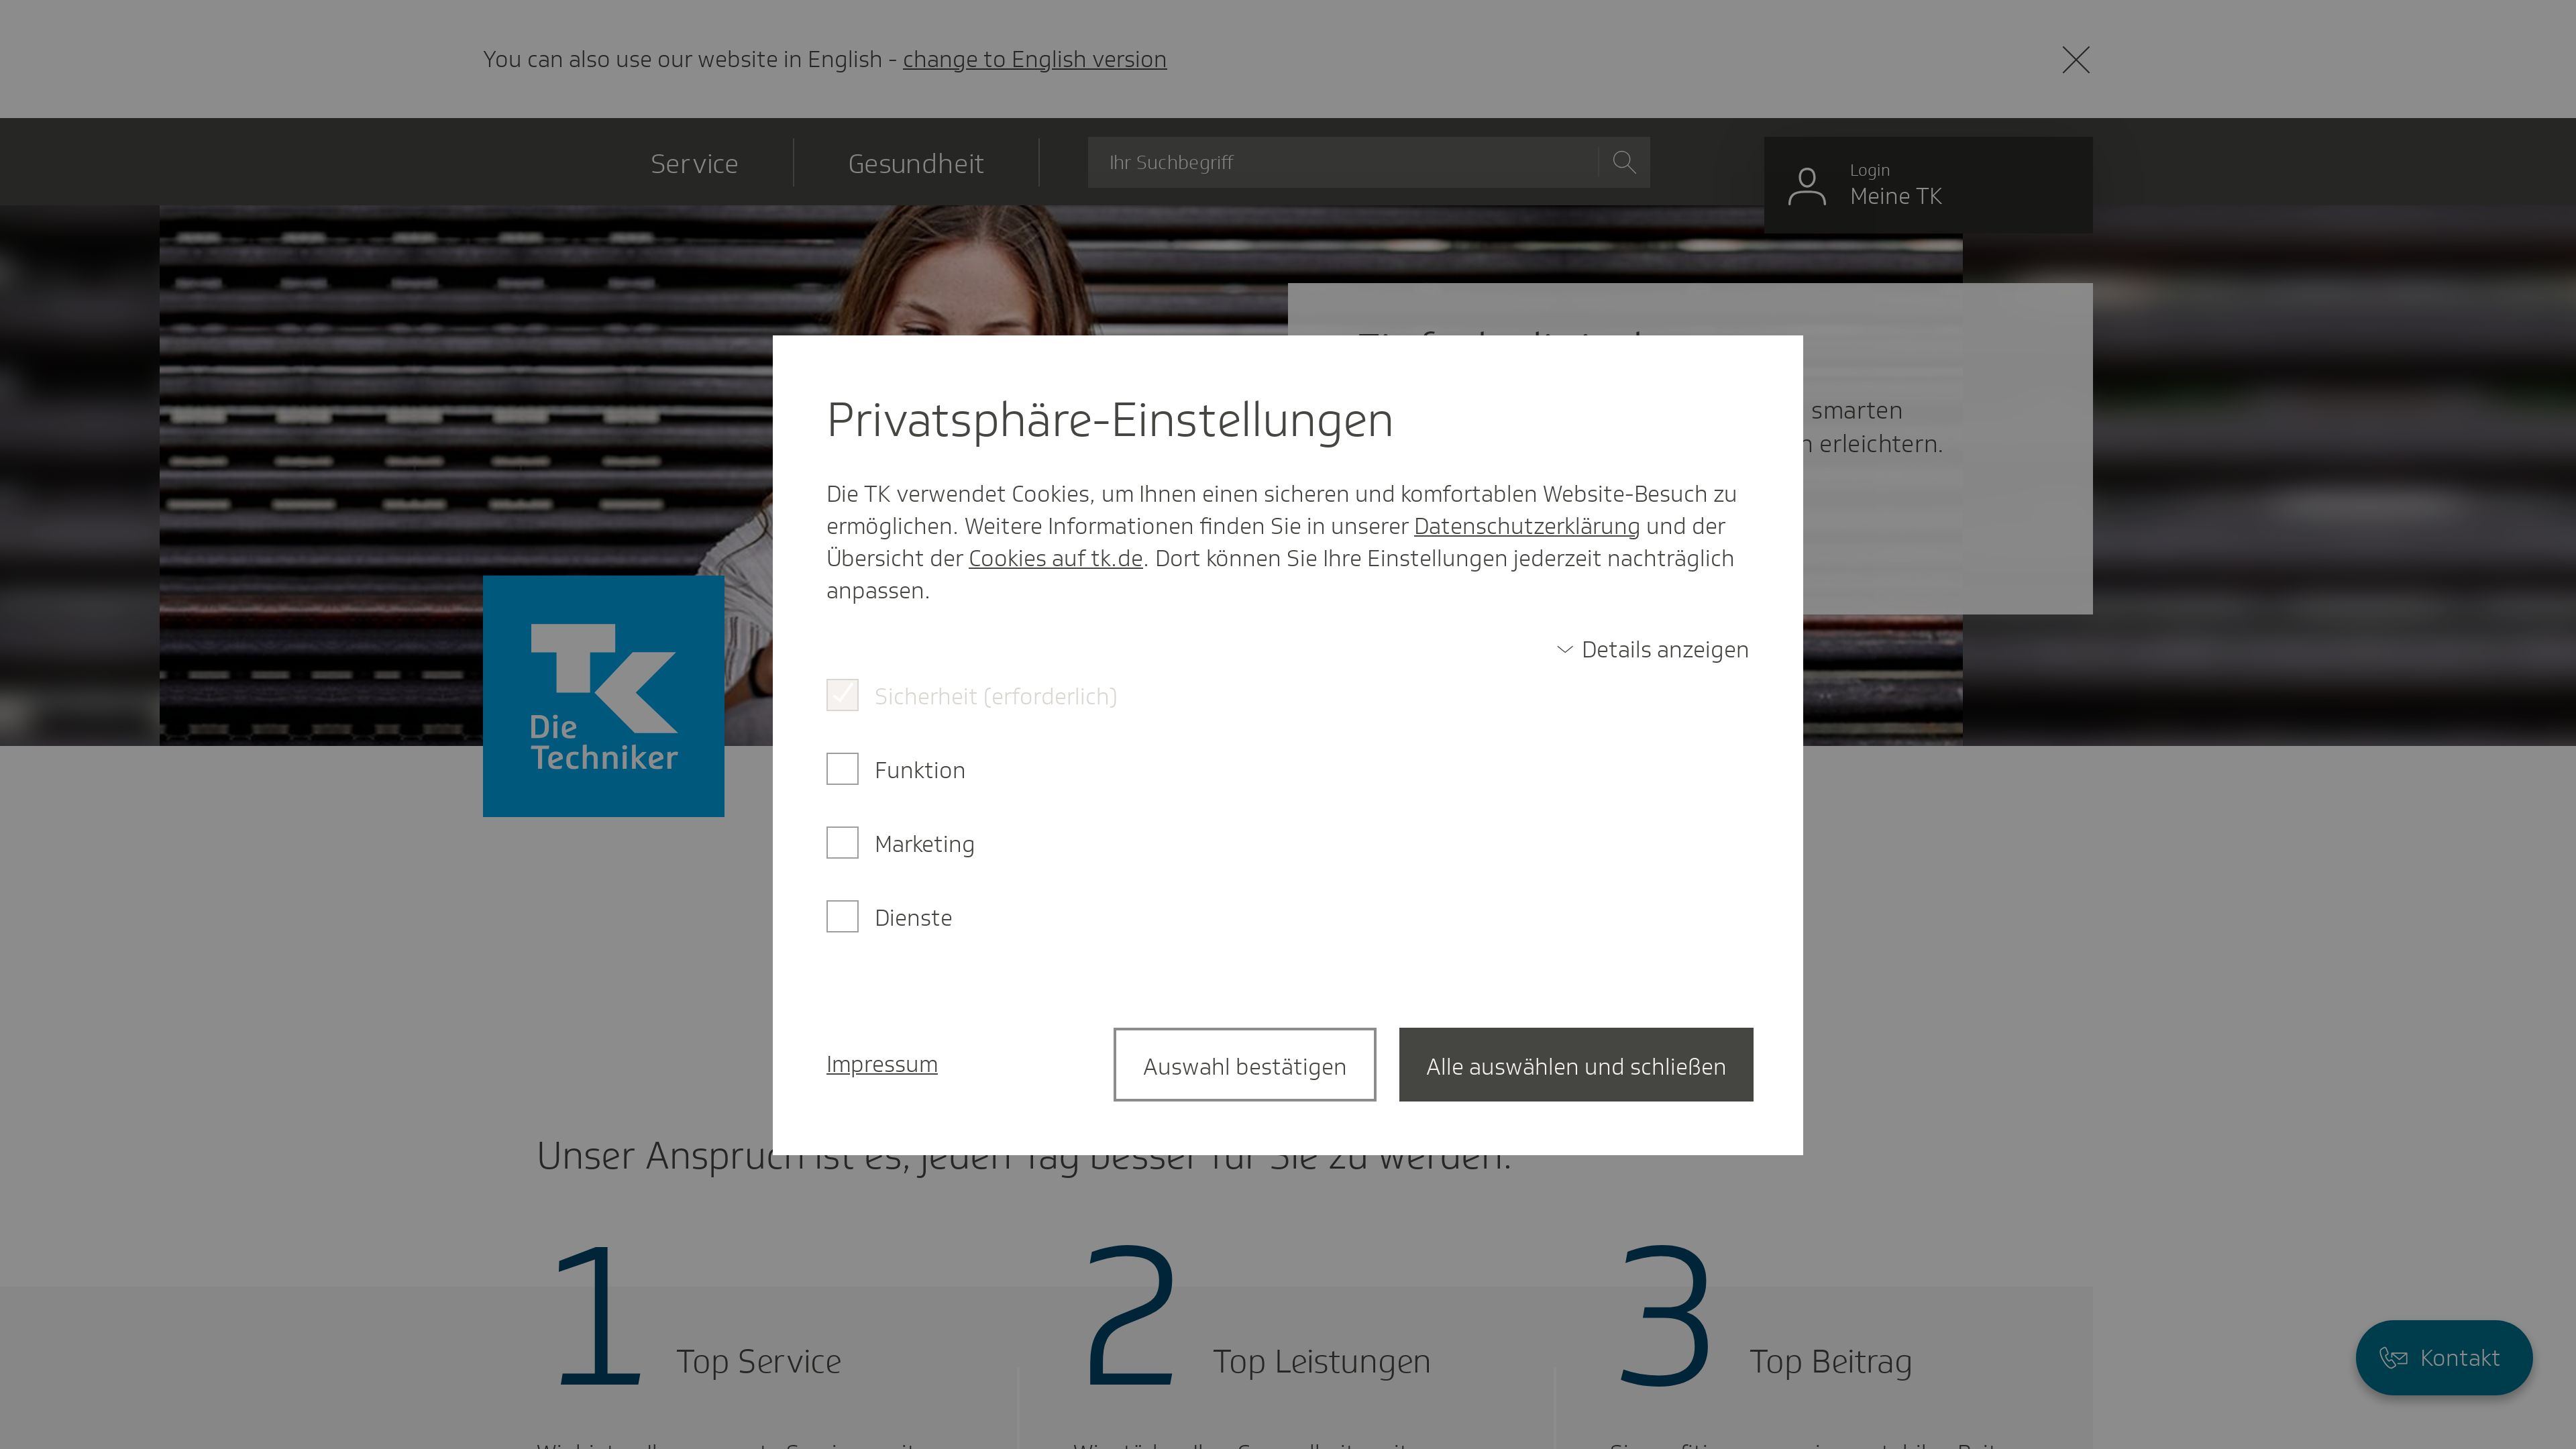 You can also use our website in English - change to English version
Service
Gesundheit
Ihr Suchbegriff
Login
Meine TK
smarten
erleichtern.
Privatsphäre-Einstellungen
Die TK verwendet Cookies, um Ihnen einen sicheren und komfortablen Website-Besuch zu
ermöglichen. Weitere Informationen finden Sie in unserer Datenschutzerklärung und der
Übersicht der Cookies auf tk.de. Dort können Sie Ihre Einstellungen jederzeit nachträglich
anpassen.
Details anzeigen
Sicherheit (erforderlich)
Funktion
Marketing
Dienste
Impressum
Auswahl bestätigen
Alle auswählen und schließen
TK
Die
Techniker
Unser Anspruch ist es, jeden Tag besser für Sie zu werden.
1 Top Service
2 Top Leistungen
3 Top Beitrag
Kontakt